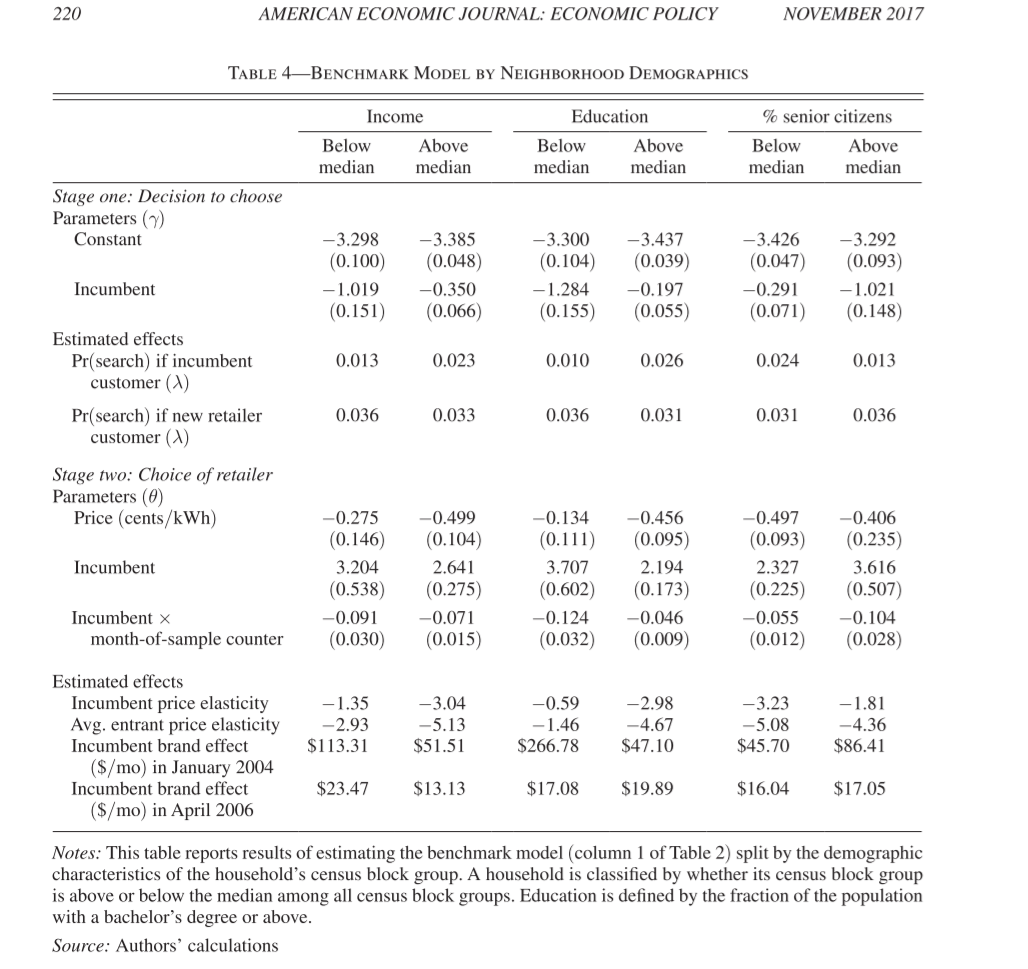 220 AMERICAN ECONOMIC JOURNAL: ECONOMIC POLICY NOVEMBER 2017
TABLE 4—BENCHMARK MODEL BY NEIGHBORHOOD DEMOGRAPHICS
Income Education % senior citizens
Below Above Below Above Below Above
median median median median median median
Stage one: Decision to choose
Parameters (γ)
Constant −3.298 −3.385 −3.300 −3.437 −3.426 −3.292
(0.100) (0.048) (0.104) (0.039) (0.047) (0.093)
Incumbent −1.019 −0.350 −1.284 −0.197 −0.291 −1.021
(0.151) (0.066) (0.155) (0.055) (0.071) (0.148)
Estimated effects
Pr(search) if incumbent 0.013 0.023 0.010 0.026 0.024 0.013
customer (λ)
Pr(search) if new retailer 0.036 0.033 0.036 0.031 0.031 0.036
customer (λ)
Stage two: Choice of retailer
Parameters (θ)
Price (cents/kWh) −0.275 −0.499 −0.134 −0.456 −0.497 −0.406
(0.146) (0.104) (0.111) (0.095) (0.093) (0.235)
Incumbent 3.204 2.641 3.707 2.194 2.327 3.616
(0.538) (0.275) (0.602) (0.173) (0.225) (0.507)
Incumbent × −0.091 −0.071 −0.124 −0.046 −0.055 −0.104
month-of-sample counter (0.030) (0.015) (0.032) (0.009) (0.012) (0.028)
Estimated effects
Incumbent price elasticity −1.35 −3.04 −0.59 −2.98 −3.23 −1.81
Avg. entrant price elasticity −2.93 −5.13 −1.46 −4.67 −5.08 −4.36
Incumbent brand effect $113.31 $51.51 $266.78 $47.10 $45.70 $86.41
($/mo) in January 2004
Incumbent brand effect $23.47 $13.13 $17.08 $19.89 $16.04 $17.05
($/mo) in April 2006
Notes: This table reports results of estimating the benchmark model (column 1 of Table 2) split by the demographic
characteristics of the household's census block group. A household is classified by whether its census block group
is above or below the median among all census block groups. Education is defined by the fraction of the population
with a bachelor's degree or above.
Source: Authors' calculations